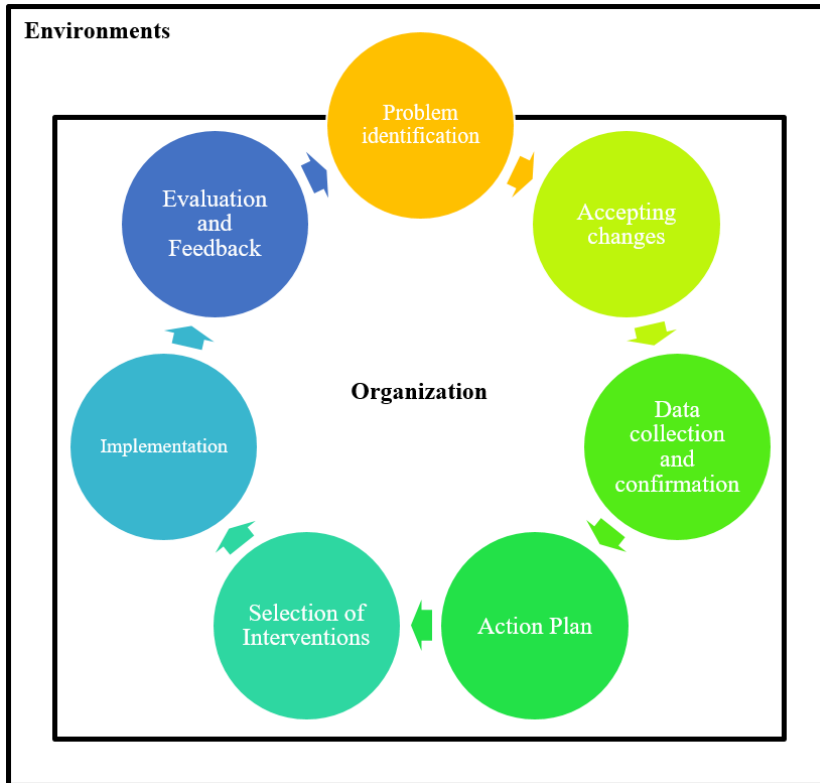 Environments
Problem
identification
Accepting
changes
Data
collection
and
confirmation
Action Plan
Selection of
Interventions
Implementation
Evaluation
and
Feedback
Organization